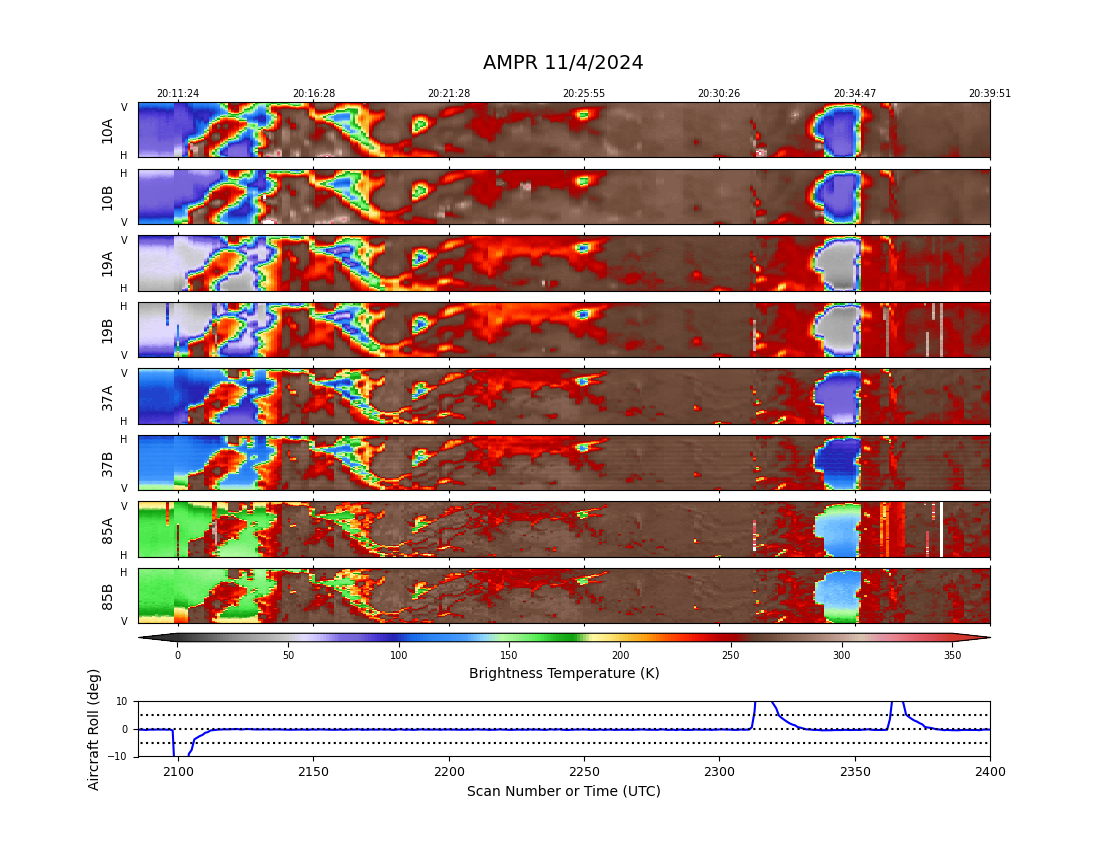 AMPR 11/4/2024
20:11:24 20:16:28 20:21:28 20:25:55 20:30:26 20:34:47 20:39:51
V
10A
H
H
10B
V
V
19A
H
H
19B
V
V
37A
H
H
37B
V
V
85A
H
H
85B
V
0 50 100 150 200 250 300 350
Brightness Temperature (K)
Aircraft Roll (deg)
10
0
−10
2100 2150 2200 2250 2300 2350 2400
Scan Number or Time (UTC)